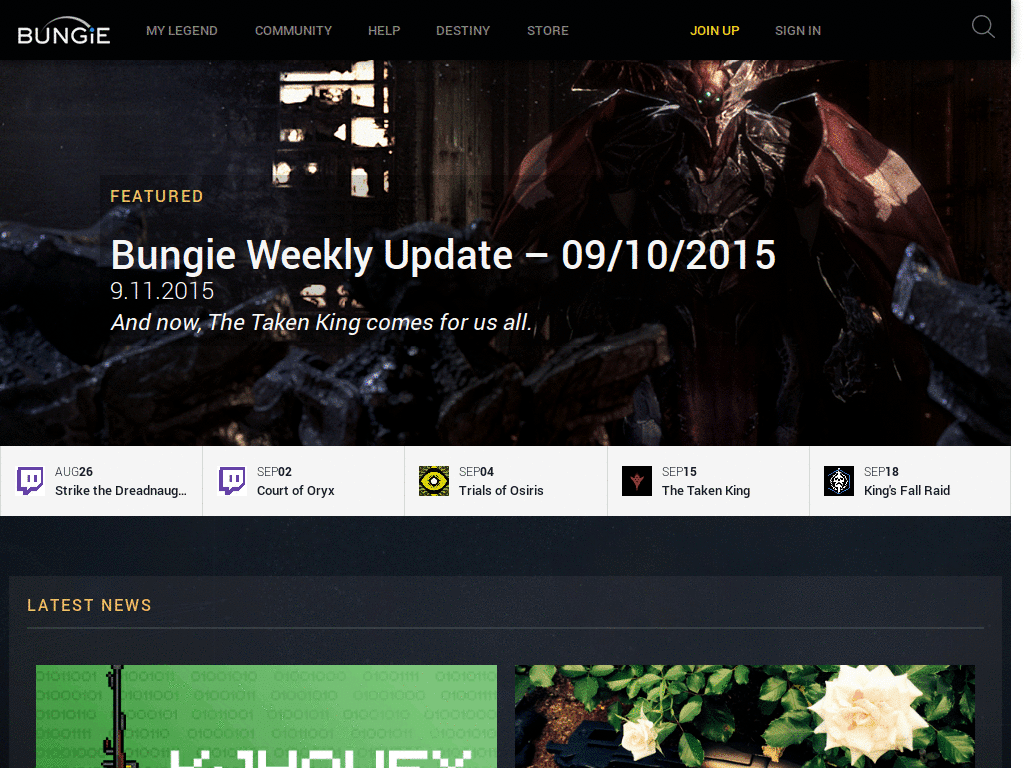 BUNGiE
MY LEGEND COMMUNITY HELP DESTINY STORE JOIN UP SIGN IN
FEATURED
Bungie Weekly Update – 09/10/2015
9.11.2015
And now, The Taken King comes for us all.
AUG26
Strike the Dreadnaug...
SEP02
Court of Oryx
SEP04
Trials of Osiris
SEP15
The Taken King
SEP18
King's Fall Raid
LATEST NEWS